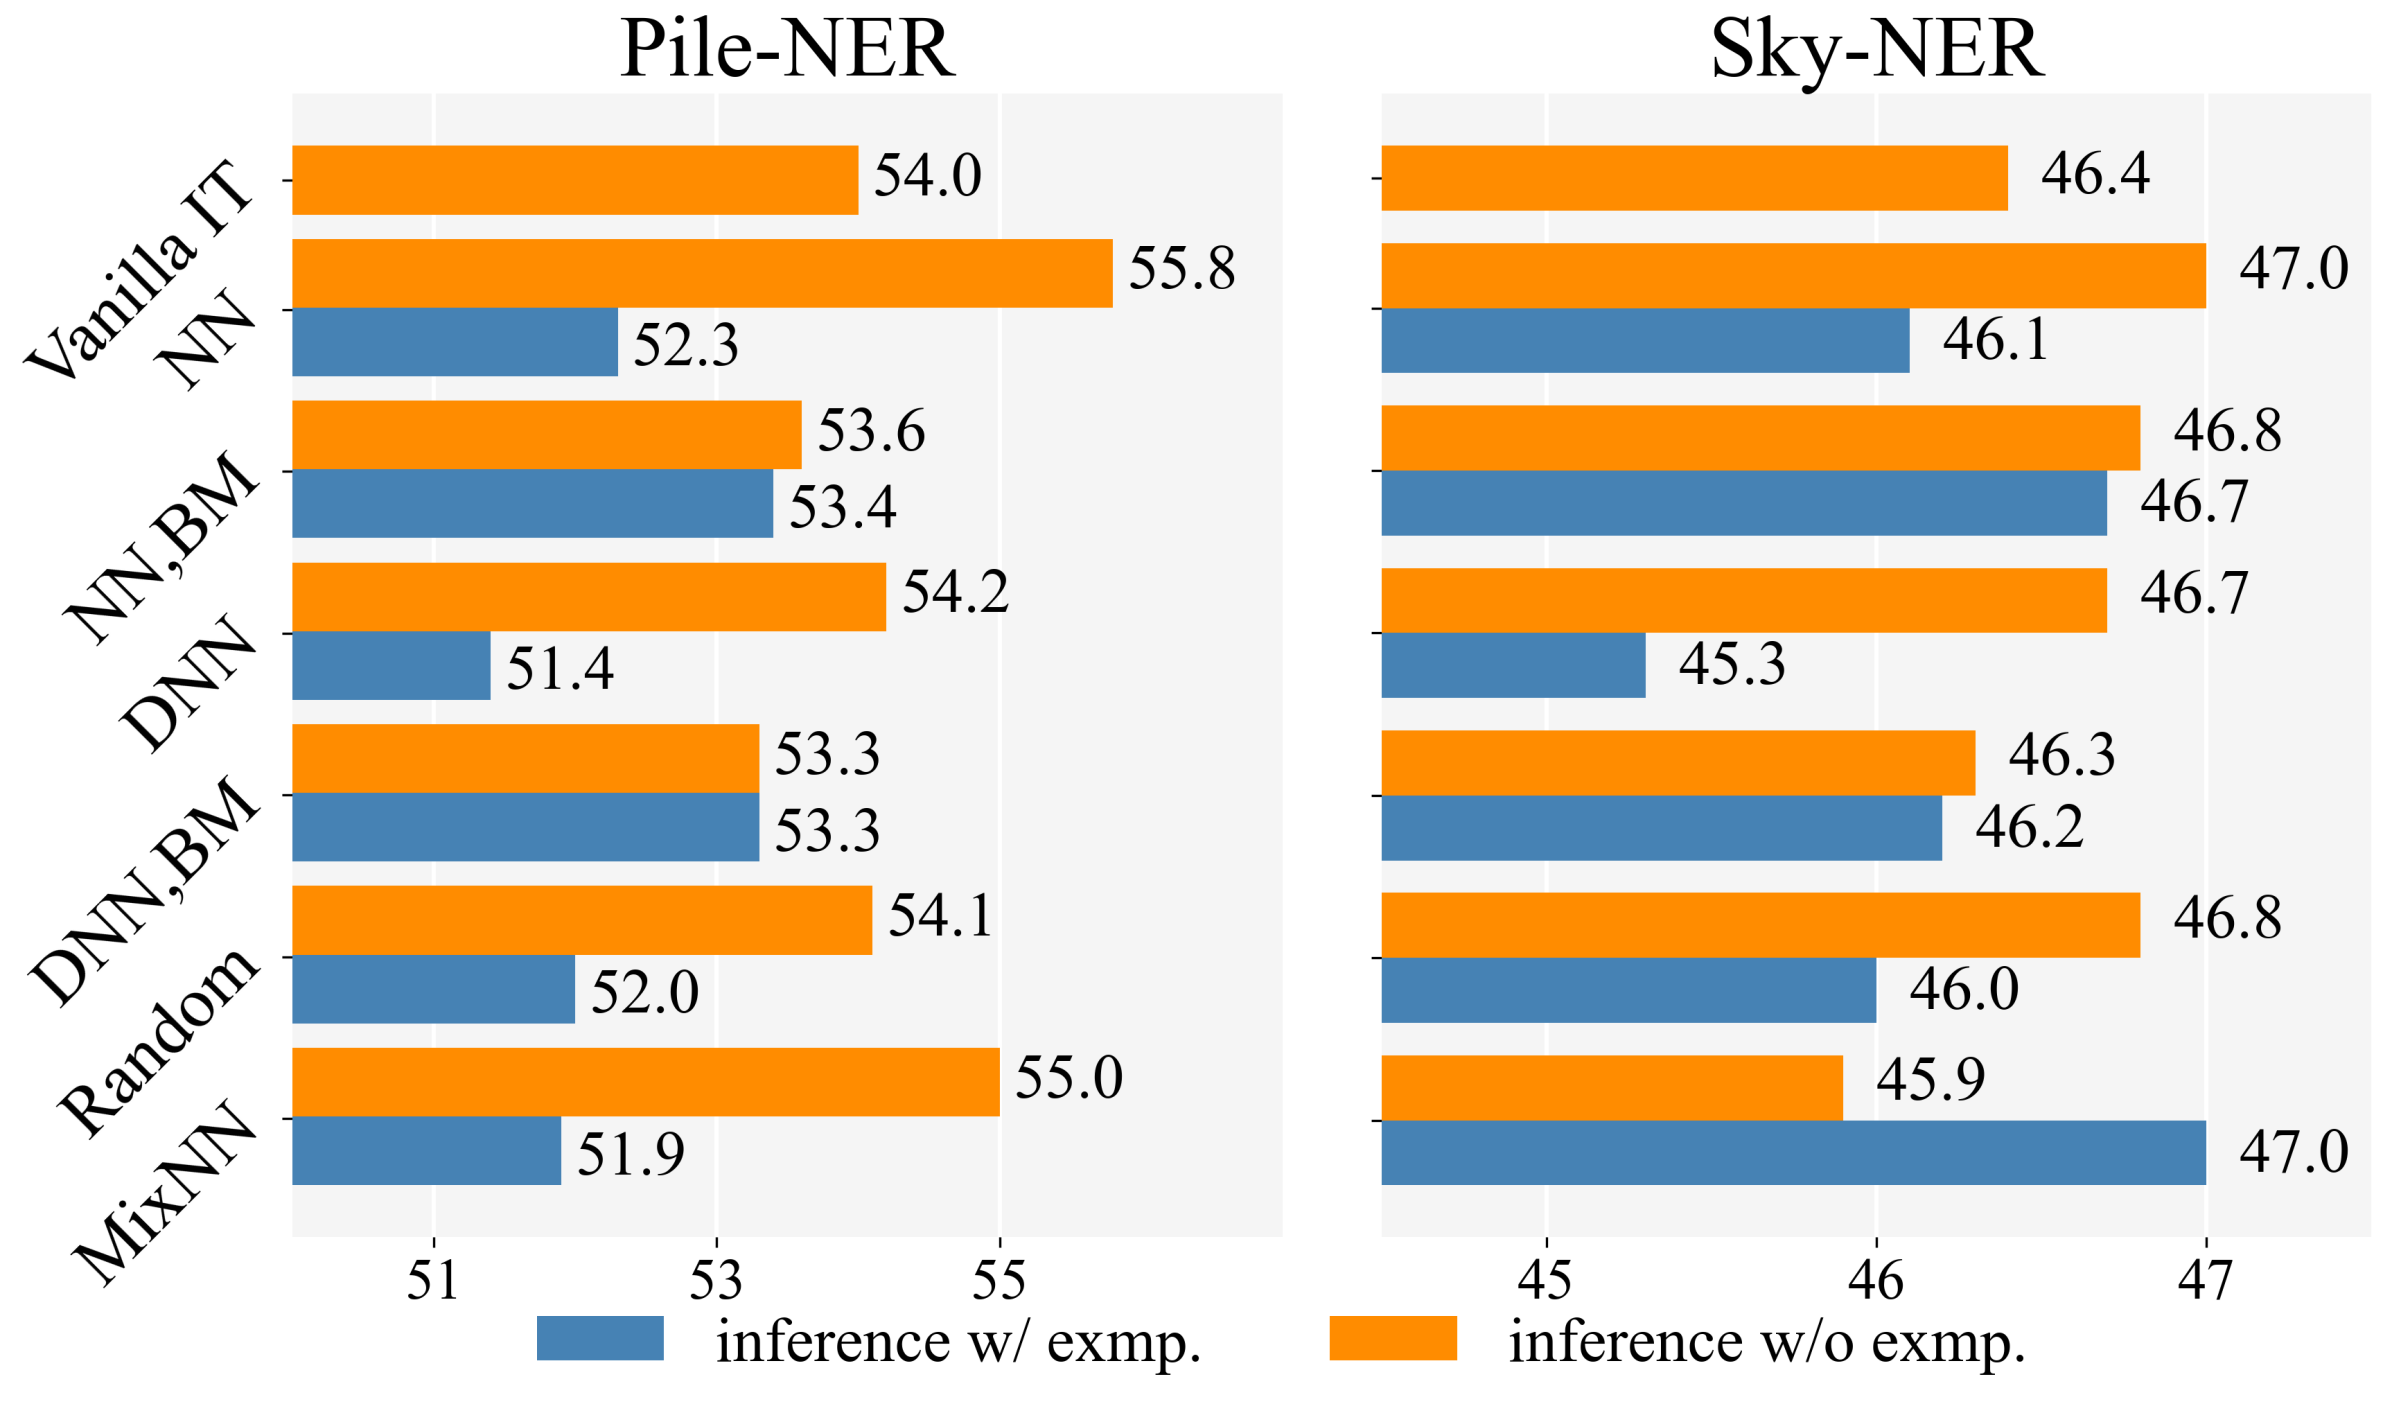 Pile-NER
Sky-NER
Vanilla IT
54.0
46.4
NN
55.8
52.3
47.0
46.1
NN,BM
53.6
53.4
46.8
46.7
DNN
54.2
51.4
46.7
45.3
DNN,BM
53.3
53.3
46.3
46.2
Random
54.1
52.0
46.8
46.0
MixNN
55.0
51.9
45.9
47.0
51 53 55
45 46 47
inference w/ exmp.
inference w/o exmp.